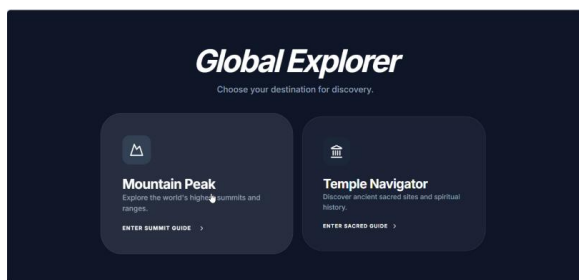 Global Explorer
Choose your destination for discovery.
Mountain Peak
Explore the world's highest summits and
ranges.
ENTER SUMMIT GUIDE >
Temple Navigator
Discover ancient sacred sites and spiritual
history.
ENTER SACRED GUIDE >